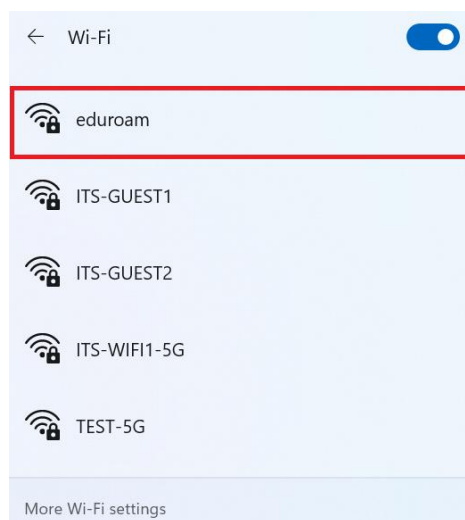 Wi-Fi
eduroam
ITS-GUEST1
ITS-GUEST2
ITS-WIFI1-5G
TEST-5G
More Wi-Fi settings